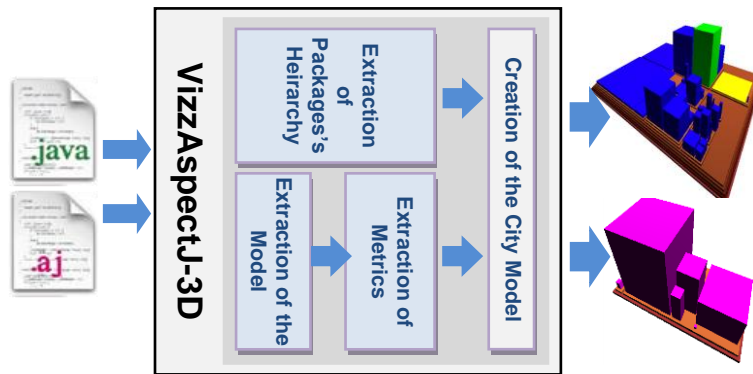 .java
.aj
VizzAspectJ-3D
Extraction
of
Packages's
Heirarchy
Extraction of the
Model
Extraction of
Metrics
Creation of the City Model